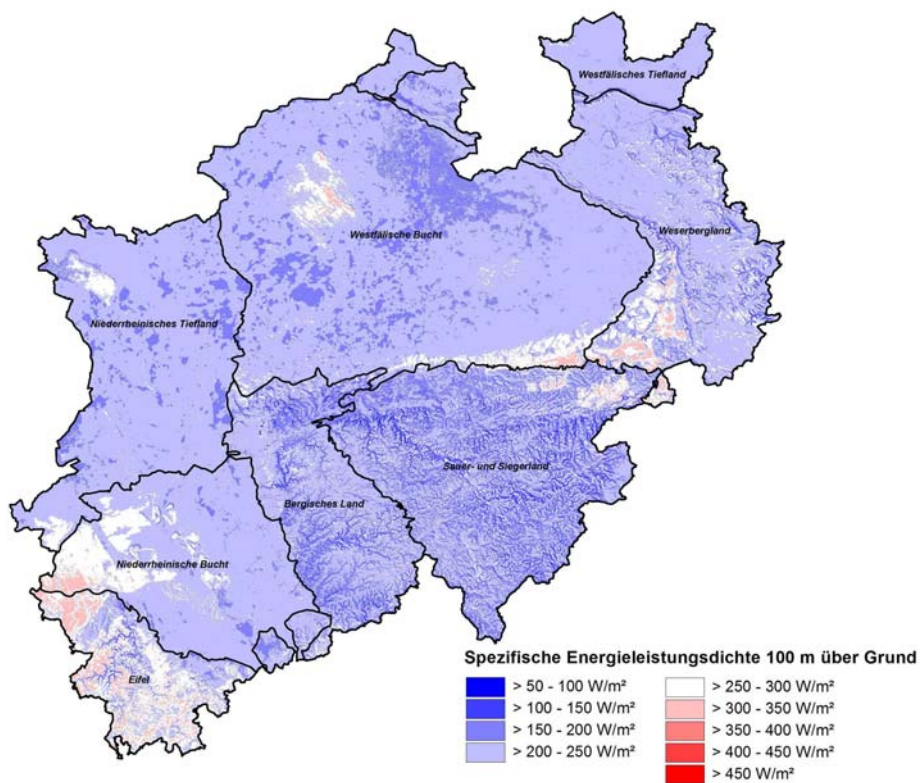 Westfälisches Tiefland
Westfälische Bucht
Weserbergland
Niederrheinisches Tiefland
Sauer- und Siegerland
Bergisches Land
Niederrheinische Bucht
Eifel
Spezifische Energieleistungsdichte 100 m über Grund
> 50 - 100 W/m²
> 100 - 150 W/m²
> 150 - 200 W/m²
> 200 - 250 W/m²
> 250 - 300 W/m²
> 300 - 350 W/m²
> 350 - 400 W/m²
> 400 - 450 W/m²
> 450 W/m²